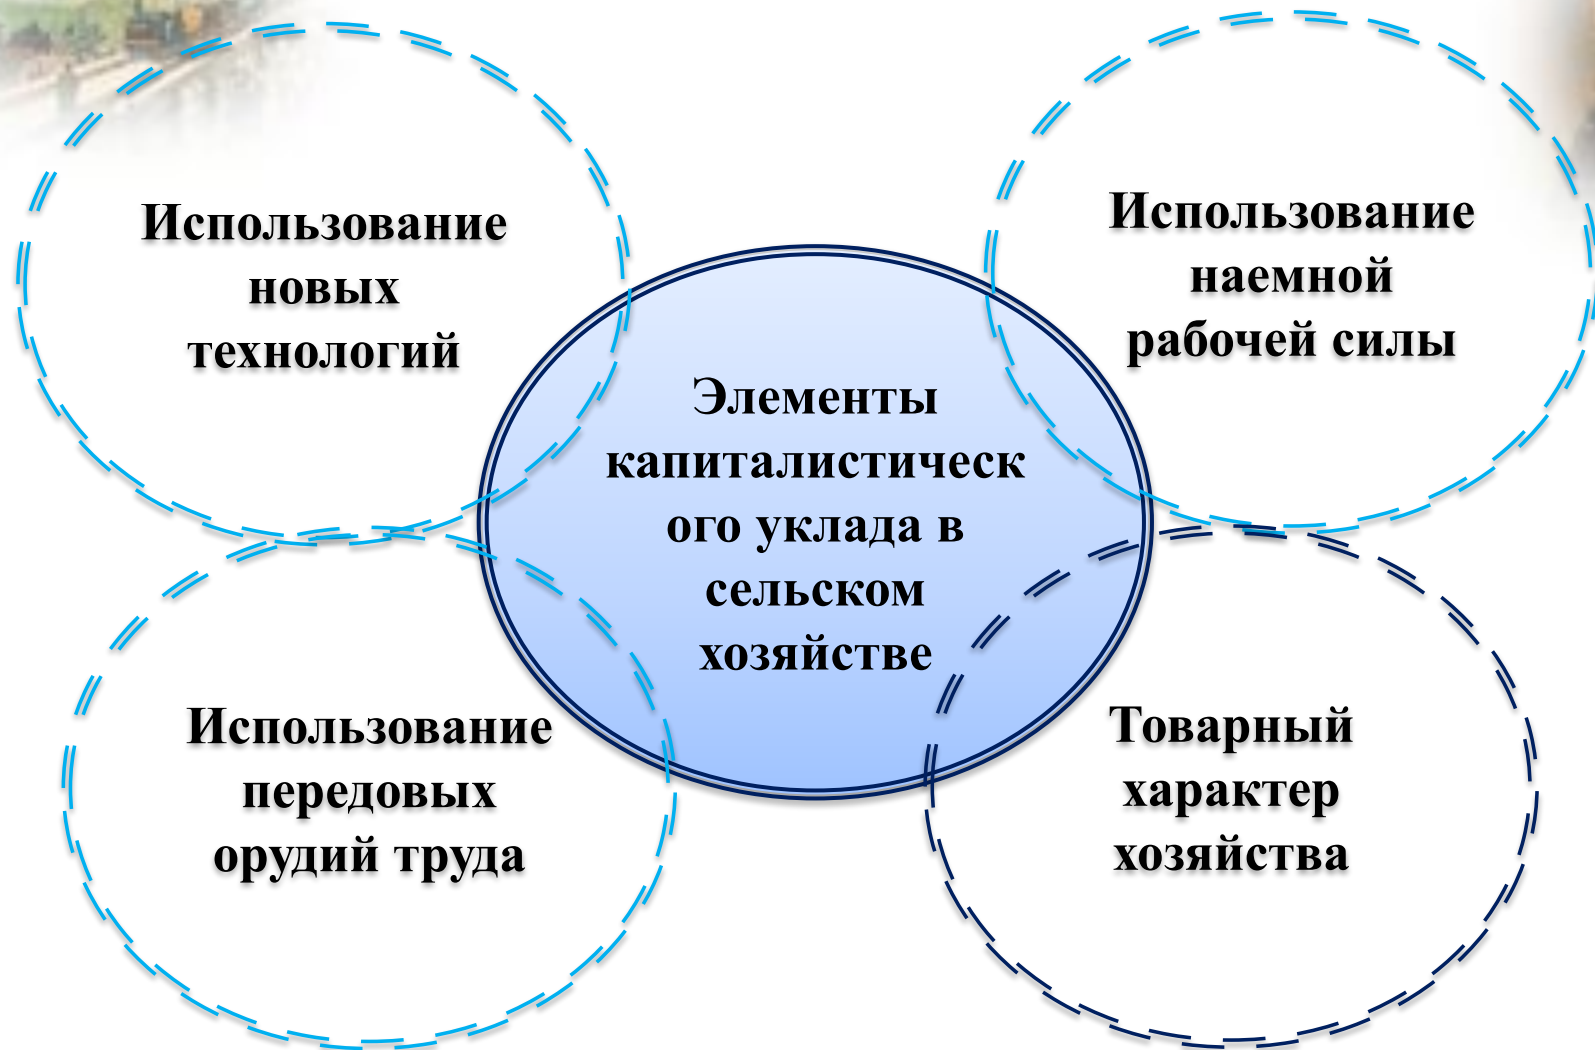 Использование
новых
технологий
Использование
наемной
рабочей силы
Элементы
капиталистическ
ого уклада в
сельском
хозяйстве
Использование
передовых
орудий труда
Товарный
характер
хозяйства